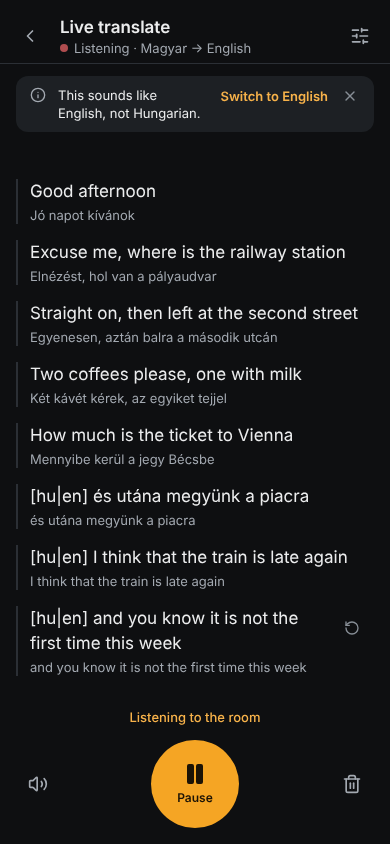 Live translate
Listening · Magyar → English
This sounds like
English, not Hungarian.
Switch to English
Good afternoon
Jó napot kívánok
Excuse me, where is the railway station
Elnézést, hol van a pályaudvar
Straight on, then left at the second street
Egyenesen, aztán balra a második utcán
Two coffees please, one with milk
Két kávét kérek, az egyiket tejjel
How much is the ticket to Vienna
Mennyibe kerül a jegy Bécsbe
[hu|en] és utána megyünk a piacra
és utána megyünk a piacra
[hu|en] I think that the train is late again
I think that the train is late again
[hu|en] and you know it is not the
first time this week
and you know it is not the first time this week
Listening to the room
Pause